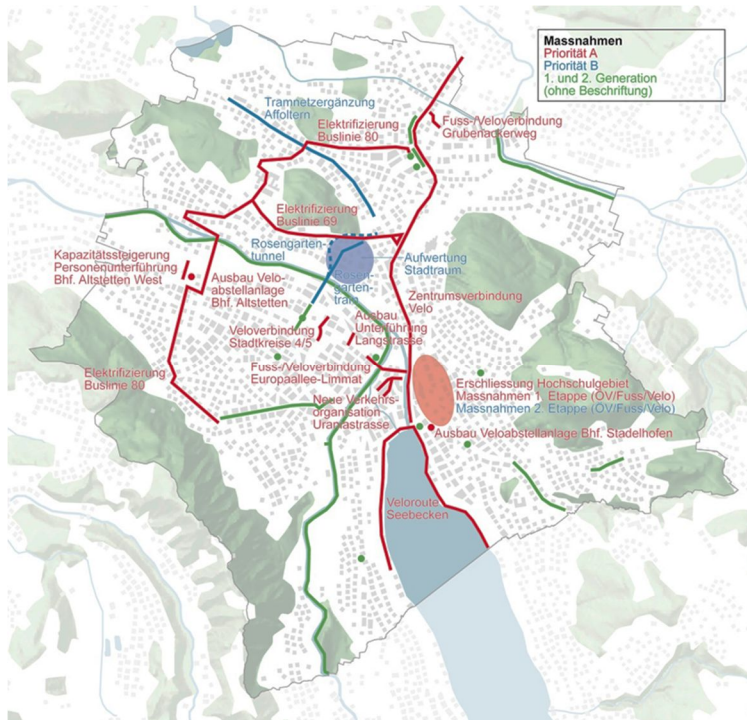 Massnahmen
Priorität A
Priorität B
1. und 2. Generation
(ohne Beschriftung)
Tramnetzergänzung
Affoltern
Elektrifizierung
Buslinie 80
Fuss-/Veloverbindung
Grubenackerweg
Elektrifizierung
Buslinie 69
Rosengarten-
tunnel
Aufwertung
Stadtraum
Kapazitätssteigerung
Personenunterführung
Bhf. Altstetten West
Ausbau Velo-
abstellanlage
Bhf. Altstetten
Rosen-
garten-
tram
Zentrumsverbindung
Velo
Ausbau
Unterführung
Langstrasse
Veloverbindung
Stadtkreise 4/5
Fuss-/Veloverbindung
Europaallee-Limmat
Elektrifizierung
Buslinie 80
Erschliessung Hochschulgebiet
Massnahmen 1. Etappe (ÖV/Fuss/Velo)
Massnahmen 2. Etappe (ÖV/Fuss/Velo)
Neue Verkehrs-
organisation
Uraniastrasse
Ausbau Veloabstellanlage Bhf. Stadelhofen
Veloroute
Seebecken